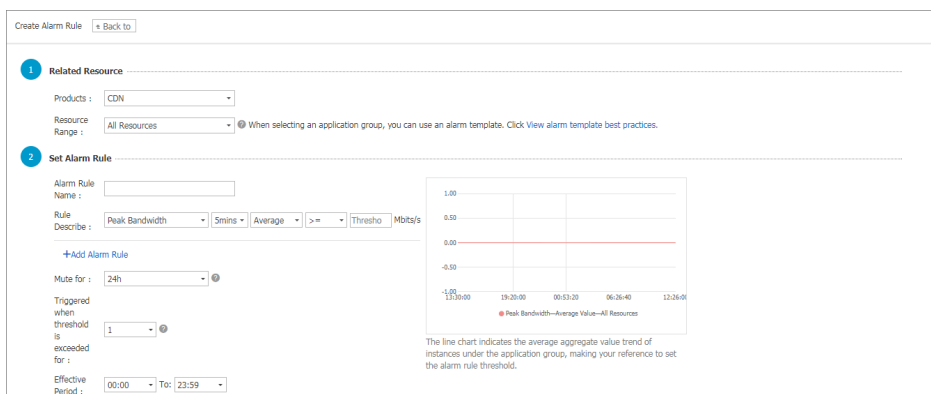 Create Alarm Rule
Back to
1 Related Resource
Products : CDN
Resource
Range :
All Resources
When selecting an application group, you can use an alarm template. Click View alarm template best practices.
2 Set Alarm Rule
Alarm Rule
Name :
Rule
Describe :
Peak Bandwidth 5mins Average >= Thresho Mbits/s
+Add Alarm Rule
Mute for : 24h
Triggered
when
threshold
is
exceeded
for :
1
Effective
Period :
00:00 To: 23:59
1.00
0.50
0.00
-0.50
-1.00
13:30:00 19:20:00 00:53:20 06:26:40 12:26:00
Peak Bandwidth—Average Value—All Resources
The line chart indicates the average aggregate value trend of
instances under the application group, making your reference to set
the alarm rule threshold.